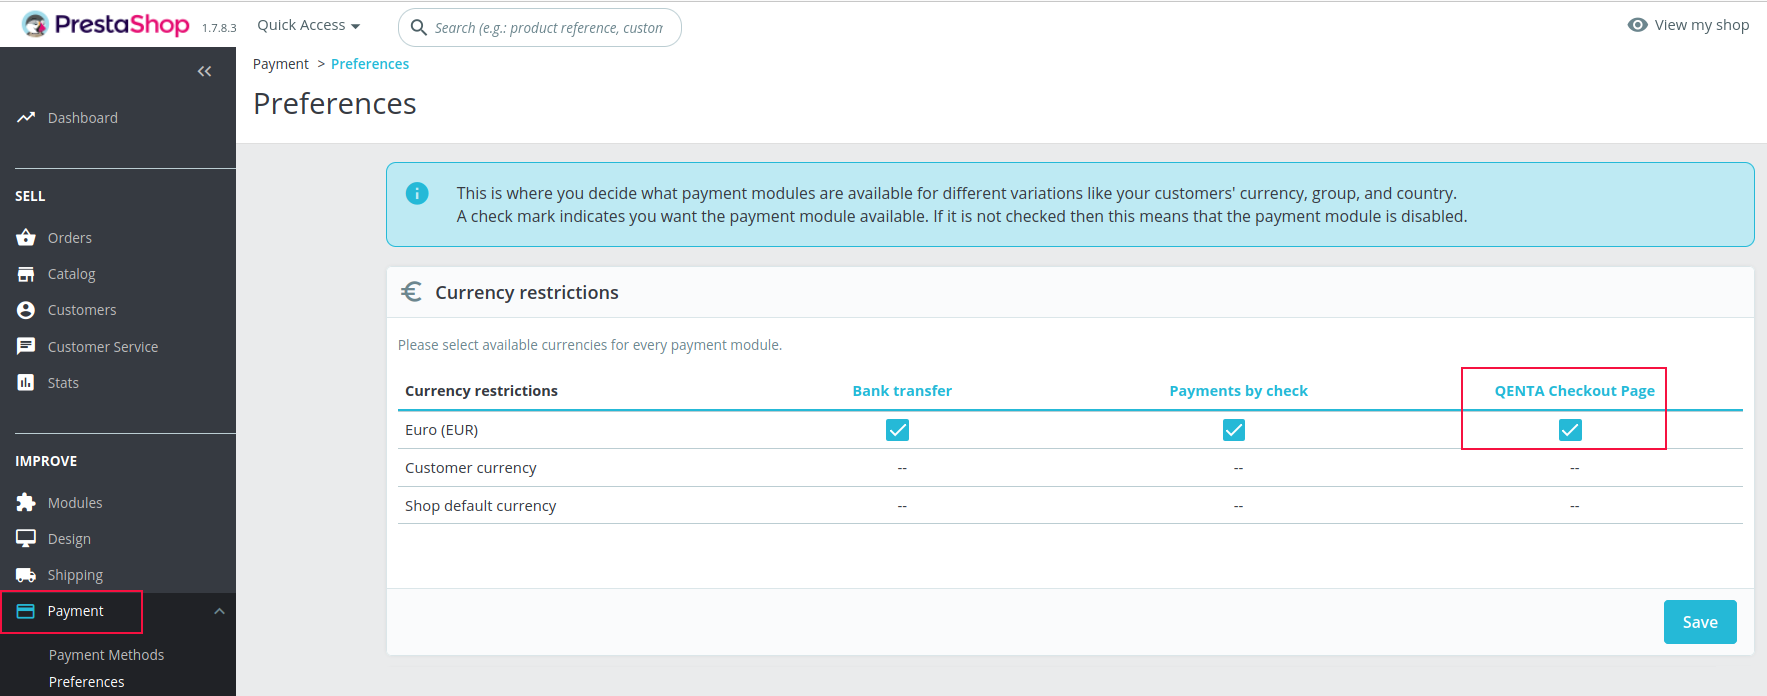 PrestaShop 1.7.8.3 Quick Access Search (e.g.: product reference, custon View my shop
Payment > Preferences
Preferences
Dashboard
SELL
Orders
Catalog
Customers
Customer Service
Stats
IMPROVE
Modules
Design
Shipping
Payment
Payment Methods
Preferences
This is where you decide what payment modules are available for different variations like your customers' currency, group, and country.
A check mark indicates you want the payment module available. If it is not checked then this means that the payment module is disabled.
€ Currency restrictions
Please select available currencies for every payment module.
Currency restrictions Bank transfer Payments by check QENTA Checkout Page
Euro (EUR)
Customer currency -- -- --
Shop default currency -- -- --
Save